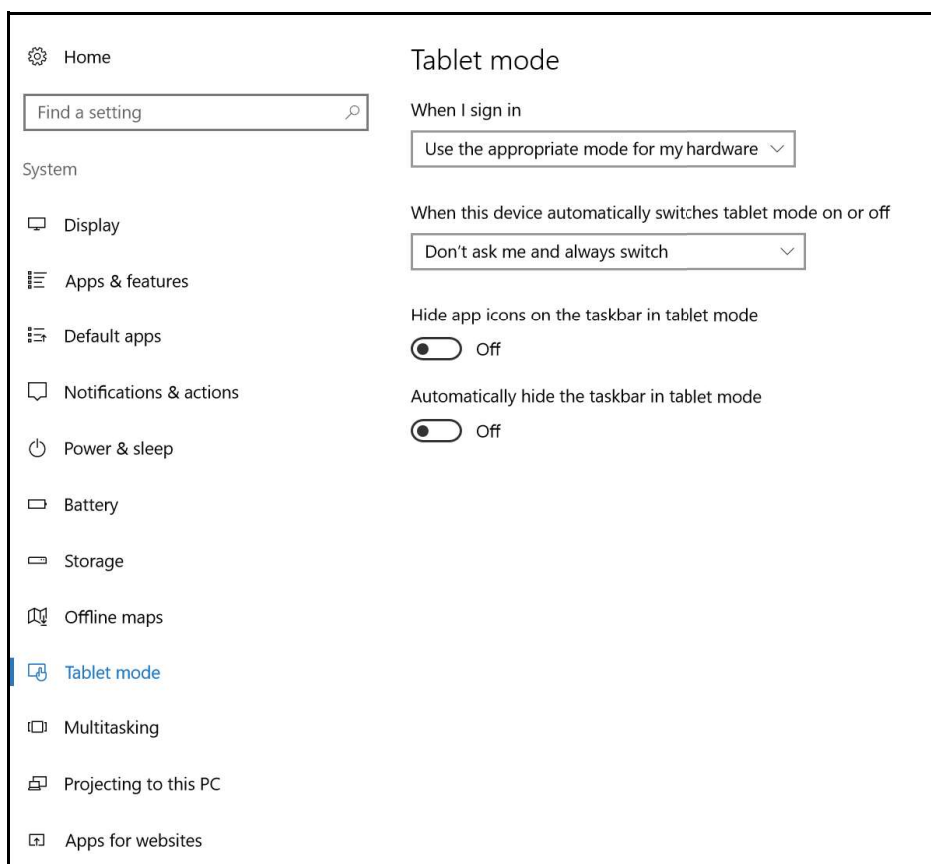 Home
Find a setting
System
Display
Apps & features
Default apps
Notifications & actions
Power & sleep
Battery
Storage
Offline maps
Tablet mode
Multitasking
Projecting to this PC
Apps for websites
Tablet mode
When I sign in
Use the appropriate mode for my hardware
When this device automatically switches tablet mode on or off
Don't ask me and always switch
Hide app icons on the taskbar in tablet mode
Off
Automatically hide the taskbar in tablet mode
Off